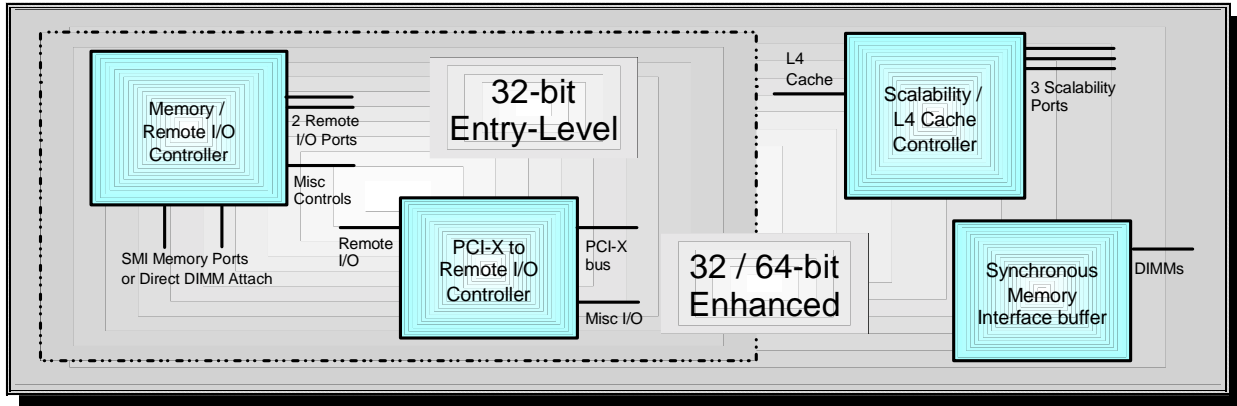 Memory /
Remote I/O
Controller
2 Remote
I/O Ports
Misc
Controls
SMI Memory Ports
or Direct DIMM Attach
32-bit
Entry-Level
Remote
I/O
PCI-X to
Remote I/O
Controller
PCI-X
bus
Misc I/O
32 / 64-bit
Enhanced
L4
Cache
Scalability /
L4 Cache
Controller
3 Scalability
Ports
Synchronous
Memory
Interface buffer
DIMMs